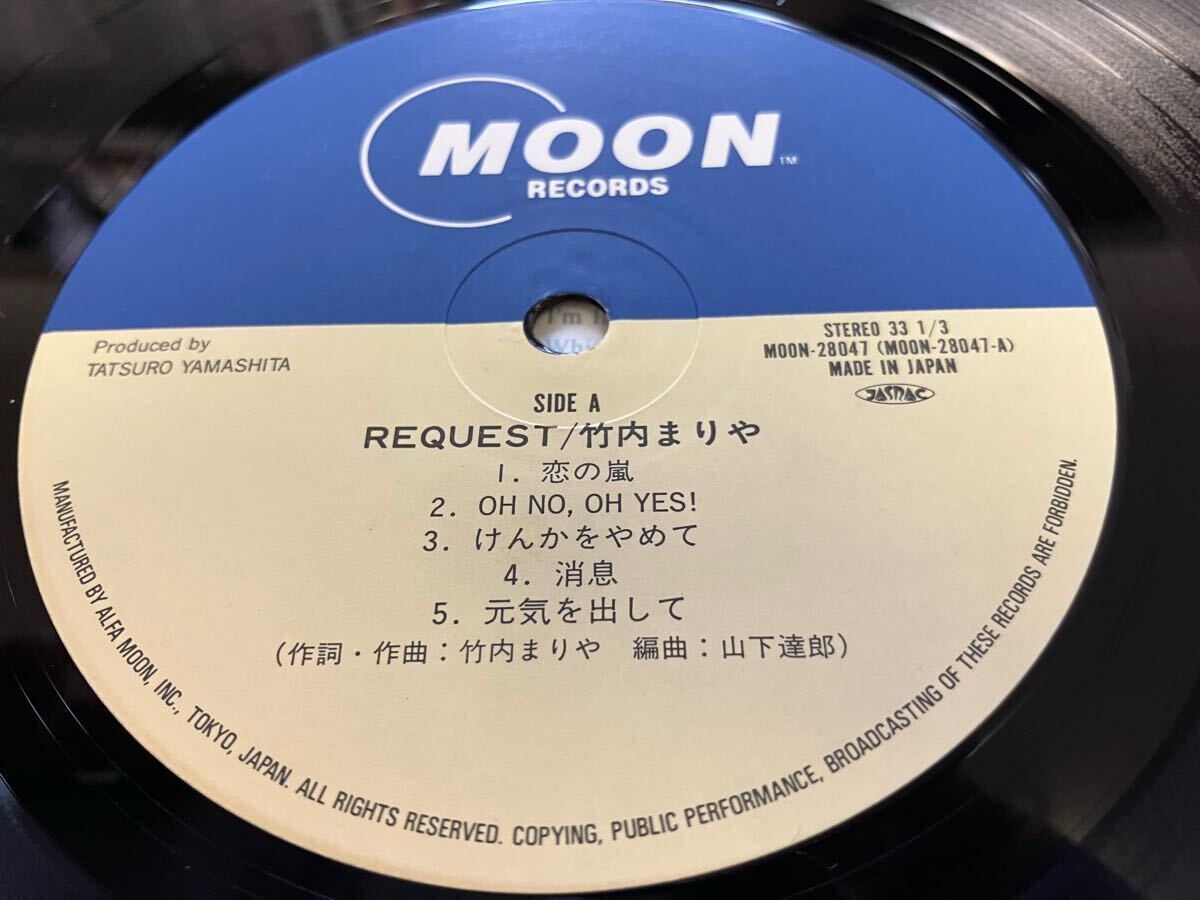 MOON™
RECORDS
Produced by
TATSURO YAMASHITA
STEREO 33 1/3
MOON-28047 (MOON-28047-A)
MADE IN JAPAN
JASRAC
I'm
SIDE A
REQUEST/竹内まりや
1. 恋の嵐
2. OH NO, OH YES!
3. けんかをやめて
4. 消息
5. 元気を出して
(作詞・作曲：竹内まりや 編曲：山下達郎)
MANUFACTURED BY ALFA MOON, INC., TOKYO, JAPAN. ALL RIGHTS RESERVED. COPYING, PUBLIC PERFORMANCE, BROADCASTING OF THESE RECORDS ARE FORBIDDEN.